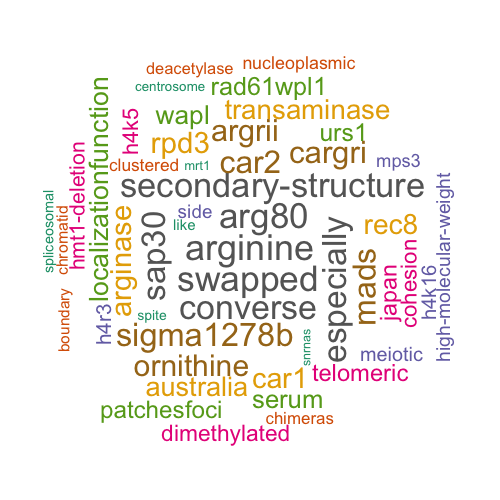 nucleoplasmic
deacetylase
centrosome
rad61wpl1
transaminase
wapl
h4k5
argrii
urs1
rpd3
cargri
clustered
mrt1
car2
mps3
secondary-structure
localizationfunction
hmt1-deletion
chromatid
spliceosomal
side
arg80
like
rec8
arginase
sap30
arginine
especially
mads
japan
cohesion
h4k16
high-molecular-weight
swapped
converse
boundary
h4r3
spite
sigma1278b
snrnas
meiotic
ornithine
car1
telomeric
australia
serum
patchesfoci
chimeras
dimethylated